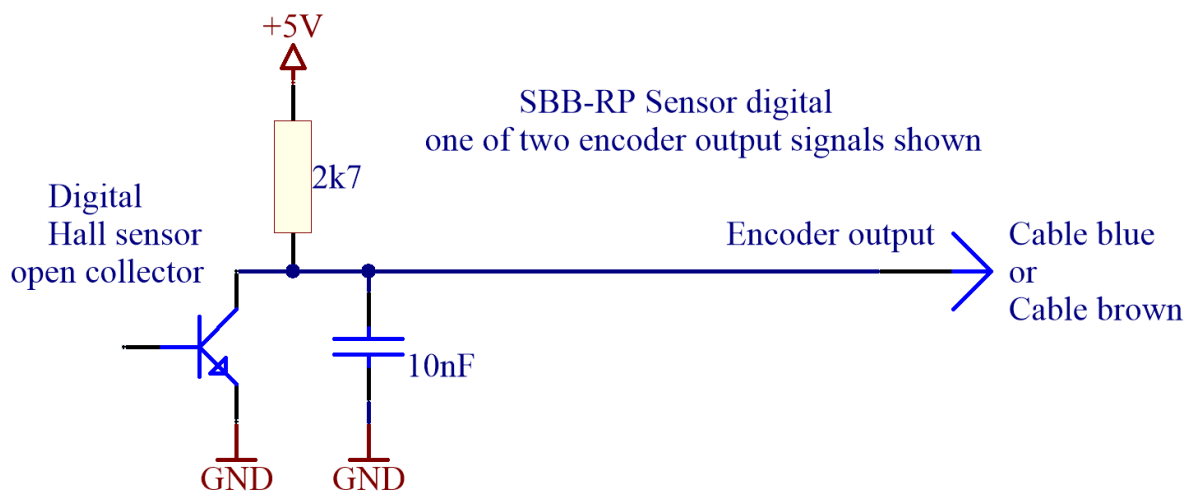 +5V
SBB-RP Sensor digital
one of two encoder output signals shown
2k7
Digital
Hall sensor
open collector
Encoder output
Cable blue
or
Cable brown
10nF
GND
GND